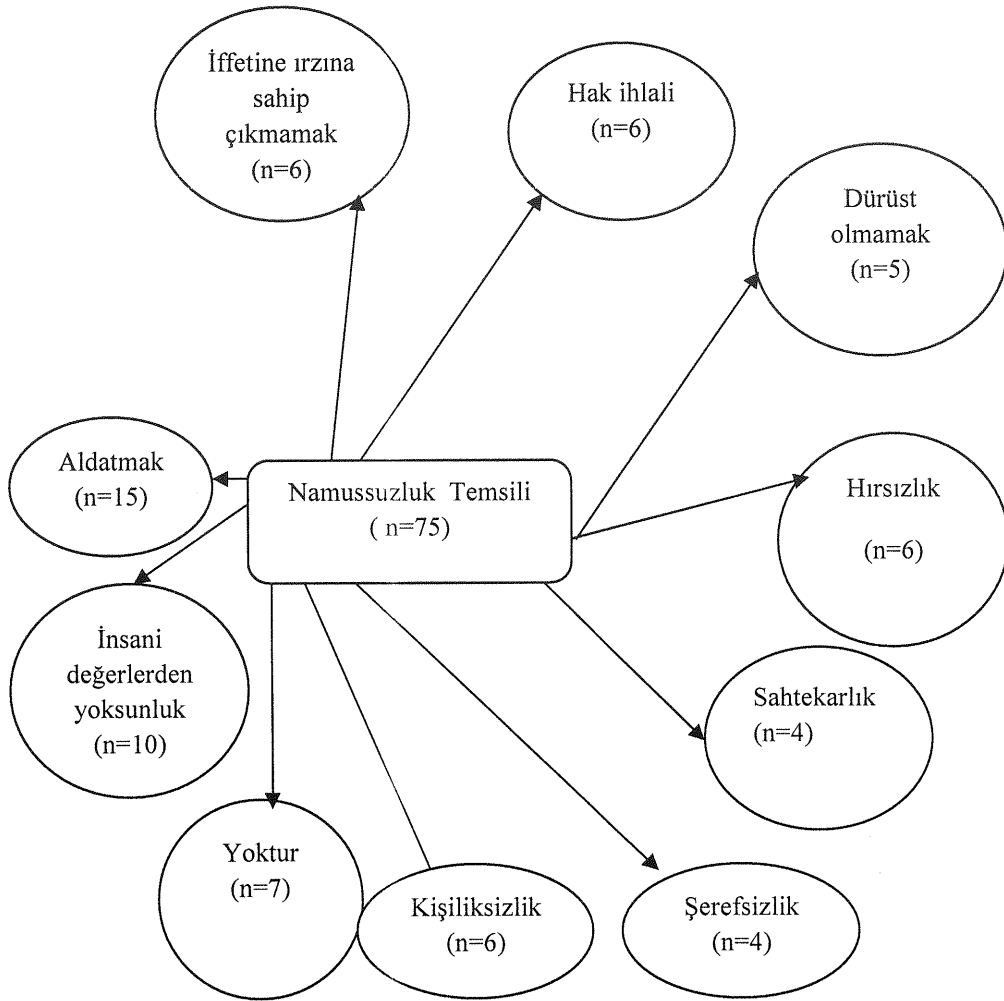 İffetine ırzına
sahip
çıkmamak
(n=6)
Hak ihlali
(n=6)
Dürüst
olmamak
(n=5)
Aldatmak
(n=15)
Namussuzluk Temsili
( n=75)
Hırsızlık
(n=6)
İnsani
değerlerden
yoksunluk
(n=10)
Sahtekarlık
(n=4)
Yoktur
(n=7)
Kişiliksizlik
(n=6)
Şerefsizlik
(n=4)